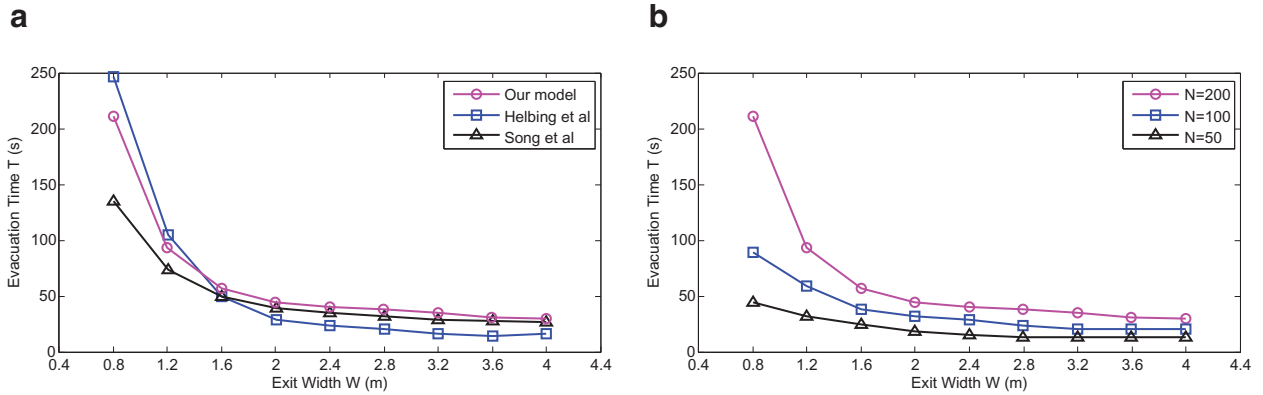 a
250
200
150
100
50
0
0.4 0.8 1.2 1.6 2 2.4 2.8 3.2 3.6 4 4.4
Evacuation Time T (s)
Exit Width W (m)
Our model
Helbing et al
Song et al
b
250
200
150
100
50
0
0.4 0.8 1.2 1.6 2 2.4 2.8 3.2 3.6 4 4.4
Evacuation Time T (s)
Exit Width W (m)
N=200
N=100
N=50